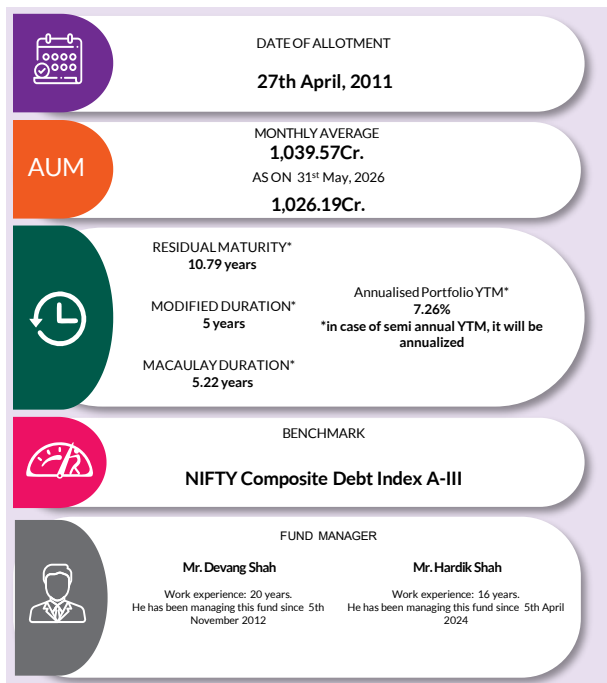 DATE OF ALLOTMENT
27th April, 2011
AUM
MONTHLY AVERAGE
1,039.57Cr.
AS ON 31st May, 2026
1,026.19Cr.
RESIDUAL MATURITY*
10.79 years
MODIFIED DURATION*
5 years
MACAULAY DURATION*
5.22 years
Annualised Portfolio YTM*
7.26%
*in case of semi annual YTM, it will be
annualized
BENCHMARK
NIFTY Composite Debt Index A-III
FUND MANAGER
Mr. Devang Shah
Work experience: 20 years.
He has been managing this fund since 5th
November 2012
Mr. Hardik Shah
Work experience: 16 years.
He has been managing this fund since 5th April
2024